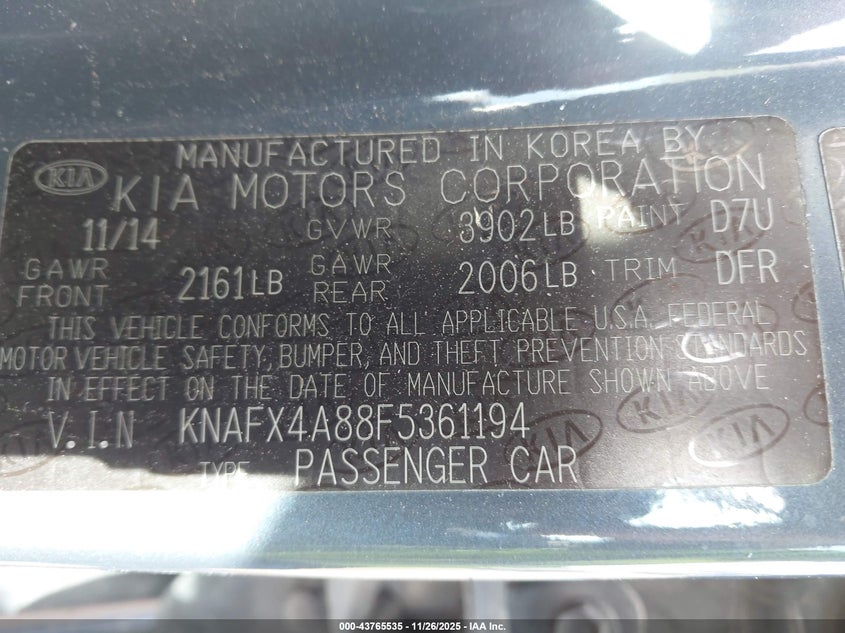 MANUFACTURED IN KOREA BY
KIA KIA MOTORS CORPORATION
11/14 GVWR 3902LB PAINT D7U
GAWR FRONT 2161LB GAWR REAR 2006LB TRIM DFR
THIS VEHICLE CONFORMS TO ALL APPLICABLE U.S.A. FEDERAL
MOTOR VEHICLE SAFETY, BUMPER, AND THEFT PREVENTION STANDARDS
IN EFFECT ON THE DATE OF MANUFACTURE SHOWN ABOVE
V.I.N KNAFX4A88F5361194
TYPE PASSENGER CAR
000-43765535 - 11/26/2025 - IAA Inc.